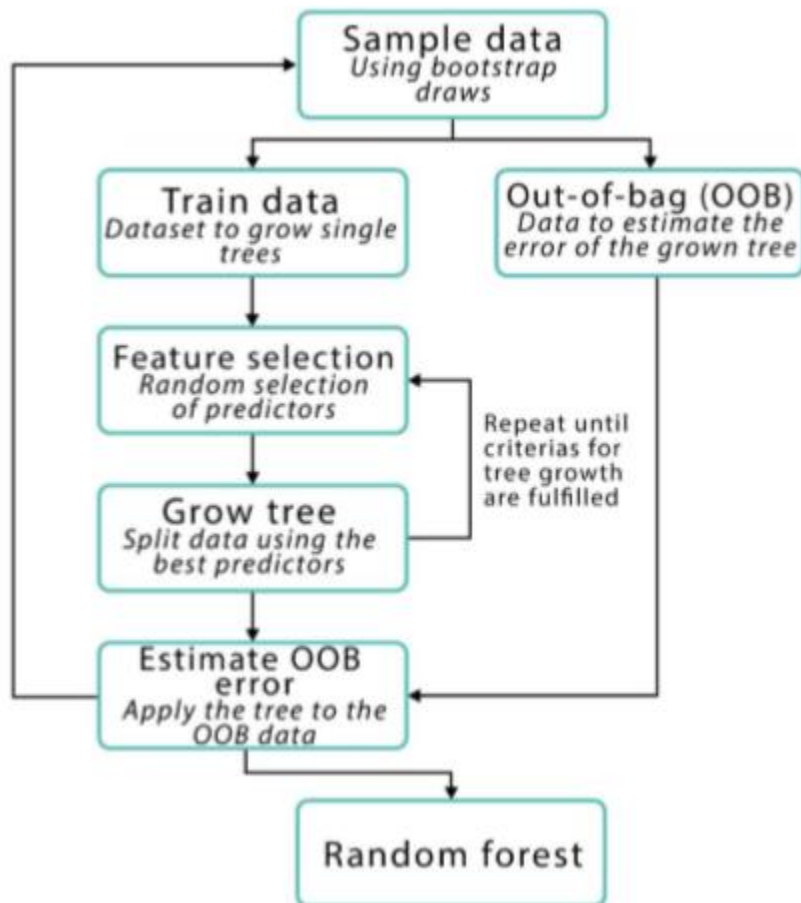 Sample data
Using bootstrap
draws
Train data
Dataset to grow single
trees
Out-of-bag (OOB)
Data to estimate the
error of the grown tree
Feature selection
Random selection
of predictors
Repeat until
criterias for
tree growth
are fulfilled
Grow tree
Split data using the
best predictors
Estimate OOB
error
Apply the tree to the
OOB data
Random forest